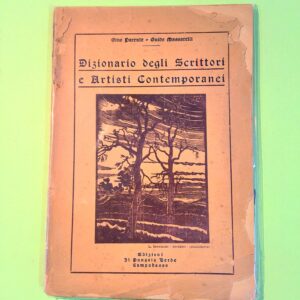 Gino Parente - Guido Massarelli
Dizionario degli Scrittori
e Artisti Contemporanei
Edizioni
Il Pungolo Verde
Campobasso